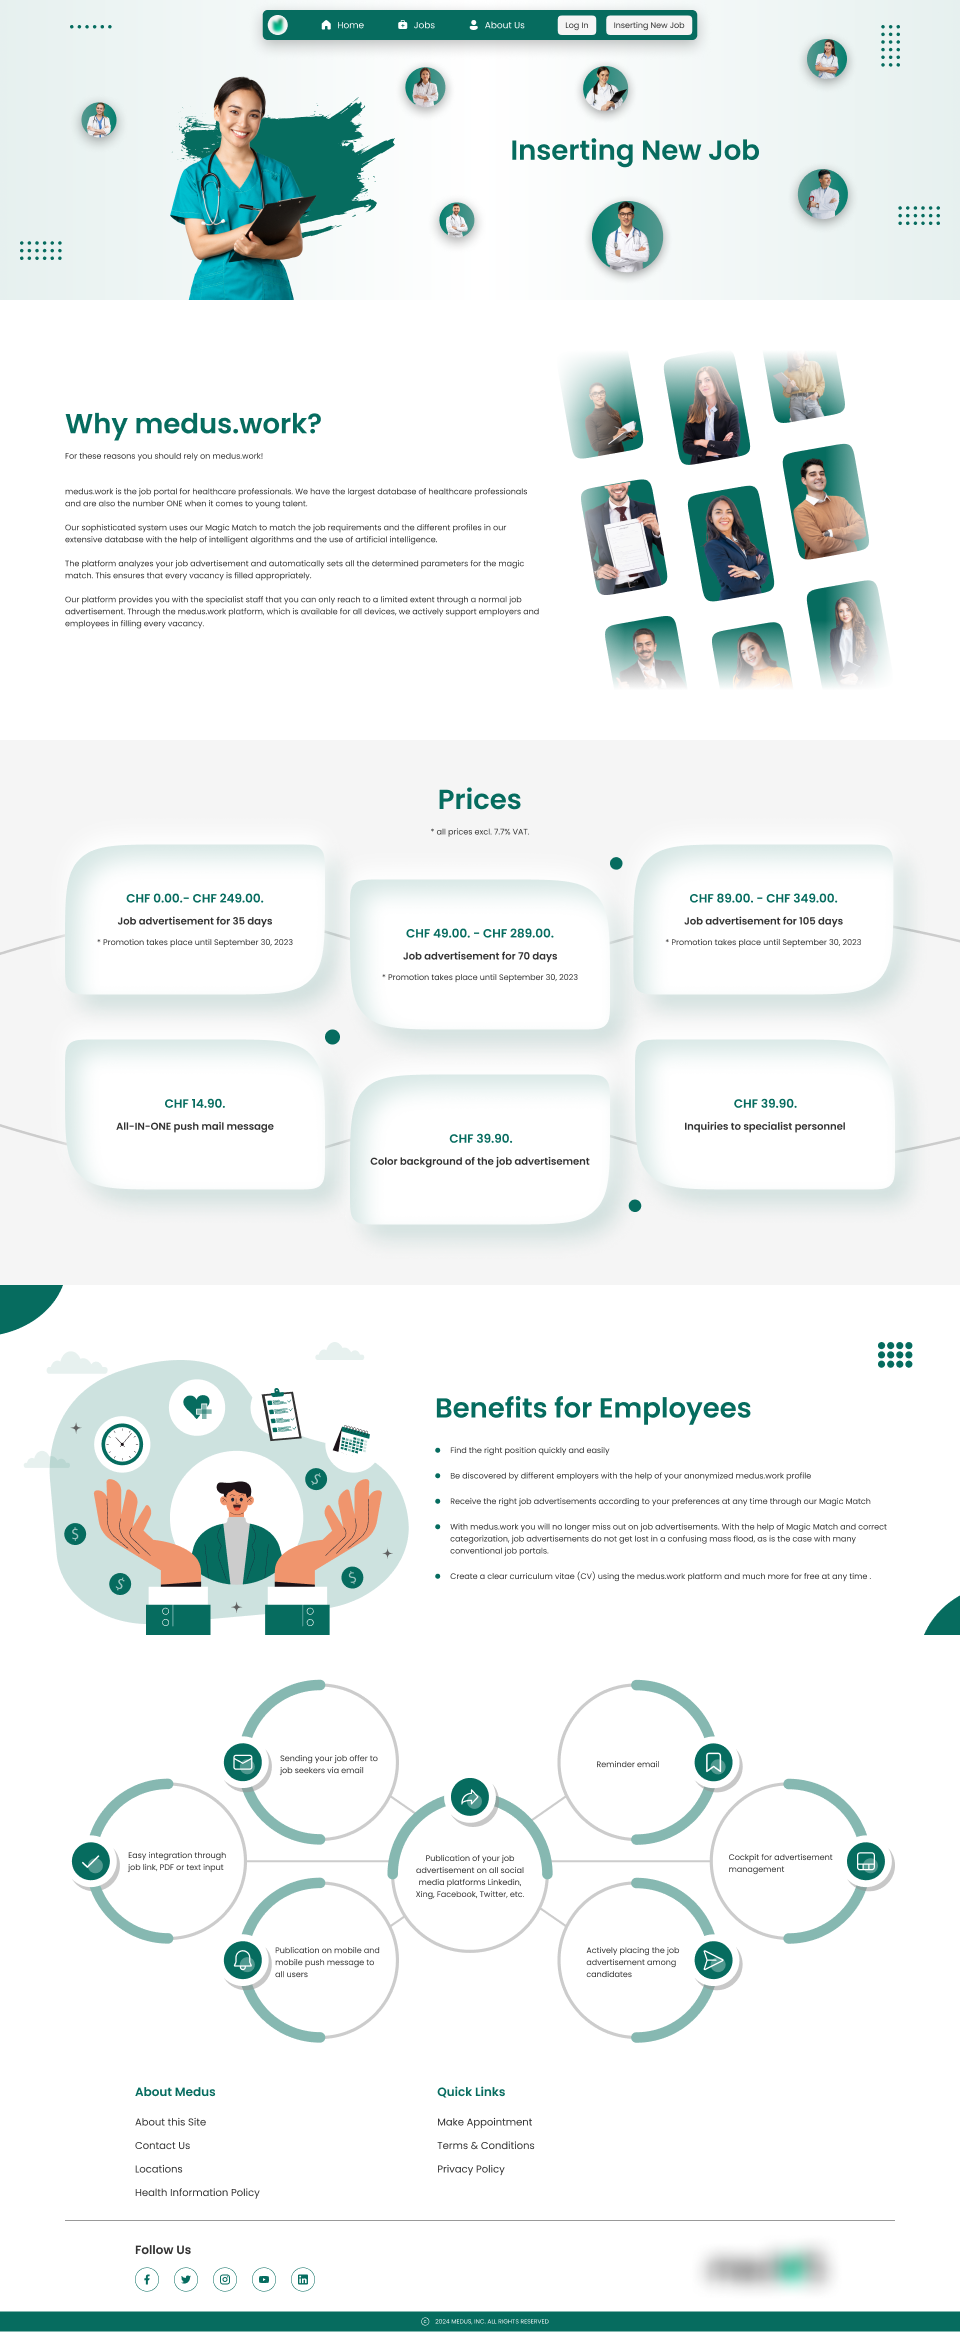 Home
Jobs
About Us
Log In
Inserting New Job
Inserting New Job
Why medus.work?
For these reasons you should rely on medus.work!
medus.work is the job portal for healthcare professionals. We have the largest database of healthcare professionals
and are also the number ONE when it comes to young talent.
Our sophisticated system uses our Magic Match to match the job requirements and the different profiles in our
extensive database with the help of intelligent algorithms and the use of artificial intelligence.
The platform analyzes your job advertisement and automatically sets all the determined parameters for the magic
match. This ensures that every vacancy is filled appropriately.
Our platform provides you with the specialist staff that you can only reach to a limited extent through a normal job
advertisement. Through the medus.work platform, which is available for all devices, we actively support employers and
employees in filling every vacancy.
Prices
* all prices excl. 7.7% VAT.
CHF 0.00.- CHF 249.00.
Job advertisement for 35 days
* Promotion takes place until September 30, 2023
CHF 49.00. - CHF 289.00.
Job advertisement for 70 days
* Promotion takes place until September 30, 2023
CHF 89.00. - CHF 349.00.
Job advertisement for 105 days
* Promotion takes place until September 30, 2023
CHF 14.90.
All-IN-ONE push mail message
CHF 39.90.
Color background of the job advertisement
CHF 39.90.
Inquiries to specialist personnel
Benefits for Employees
Find the right position quickly and easily
Be discovered by different employers with the help of your anonymized medus.work profile
Receive the right job advertisements according to your preferences at any time through our Magic Match
With medus.work you will no longer miss out on job advertisements. With the help of Magic Match and correct
categorization, job advertisements do not get lost in a confusing mass flood, as is the case with many
conventional job portals.
Create a clear curriculum vitae (CV) using the medus.work platform and much more for free at any time .
Sending your job offer to
job seekers via email
Reminder email
Easy integration through
job link, PDF or text input
Publication of your job
advertisement on all social
media platforms Linkedin,
Xing, Facebook, Twitter, etc.
Cockpit for advertisement
management
Publication on mobile and
mobile push message to
all users
Actively placing the job
advertisement among
candidates
About Medus
About this Site
Contact Us
Locations
Health Information Policy
Quick Links
Make Appointment
Terms & Conditions
Privacy Policy
Follow Us
2024 MEDUS, INC. ALL RIGHTS RESERVED